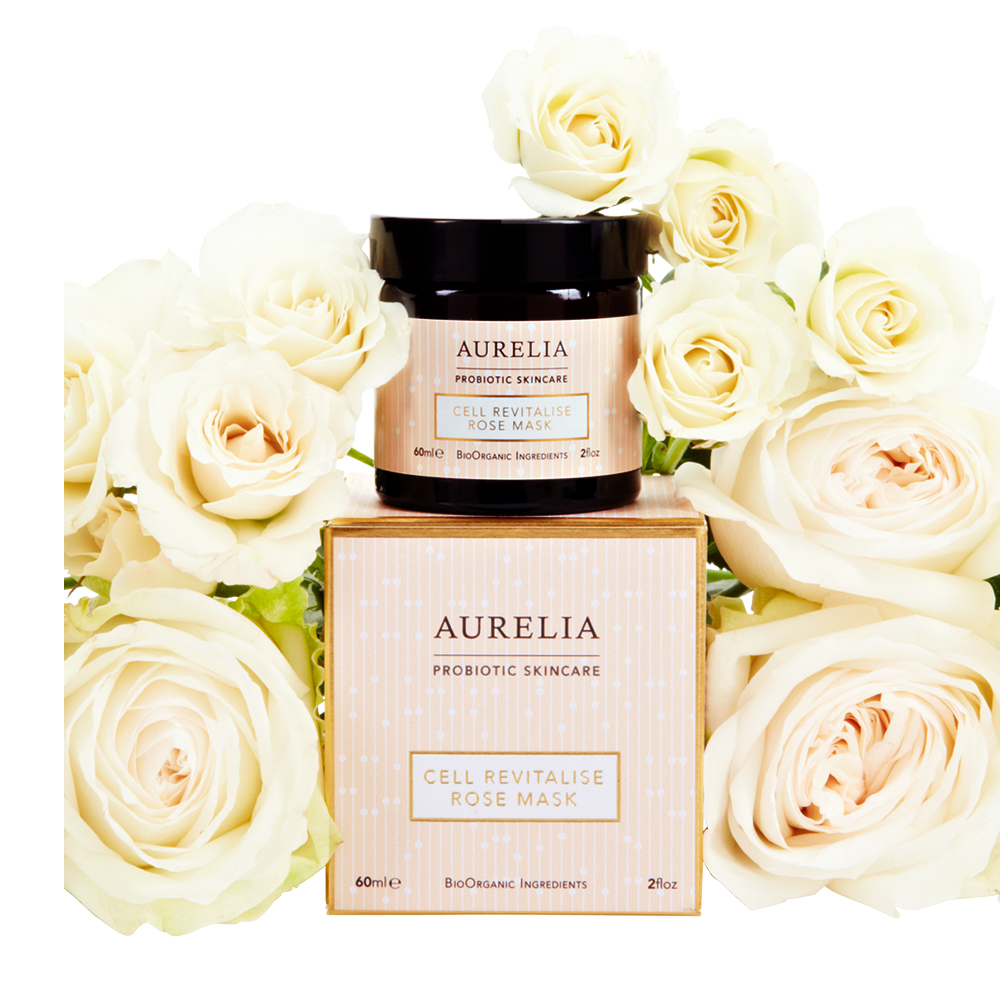 AURELIA
PROBIOTIC SKINCARE
CELL REVITALISE
ROSE MASK
60ml℮ BIOORGANIC INGREDIENTS 2floz
AURELIA
PROBIOTIC SKINCARE
CELL REVITALISE
ROSE MASK
60ml℮ BIOORGANIC INGREDIENTS 2floz